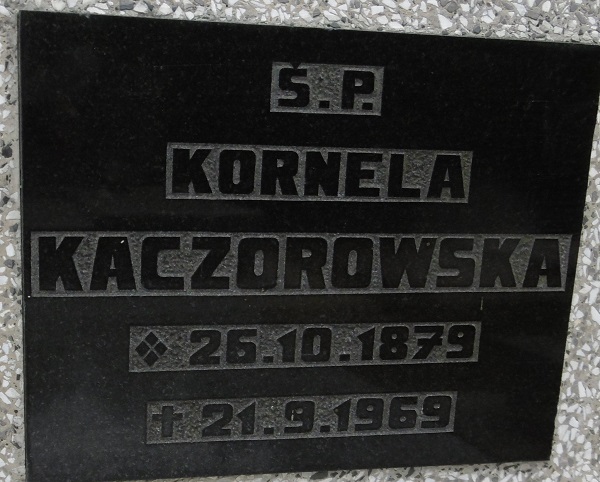 Ś.P.
KORNELA
KACZOROWSKA
❖ 26.10.1879
† 21.9.1969